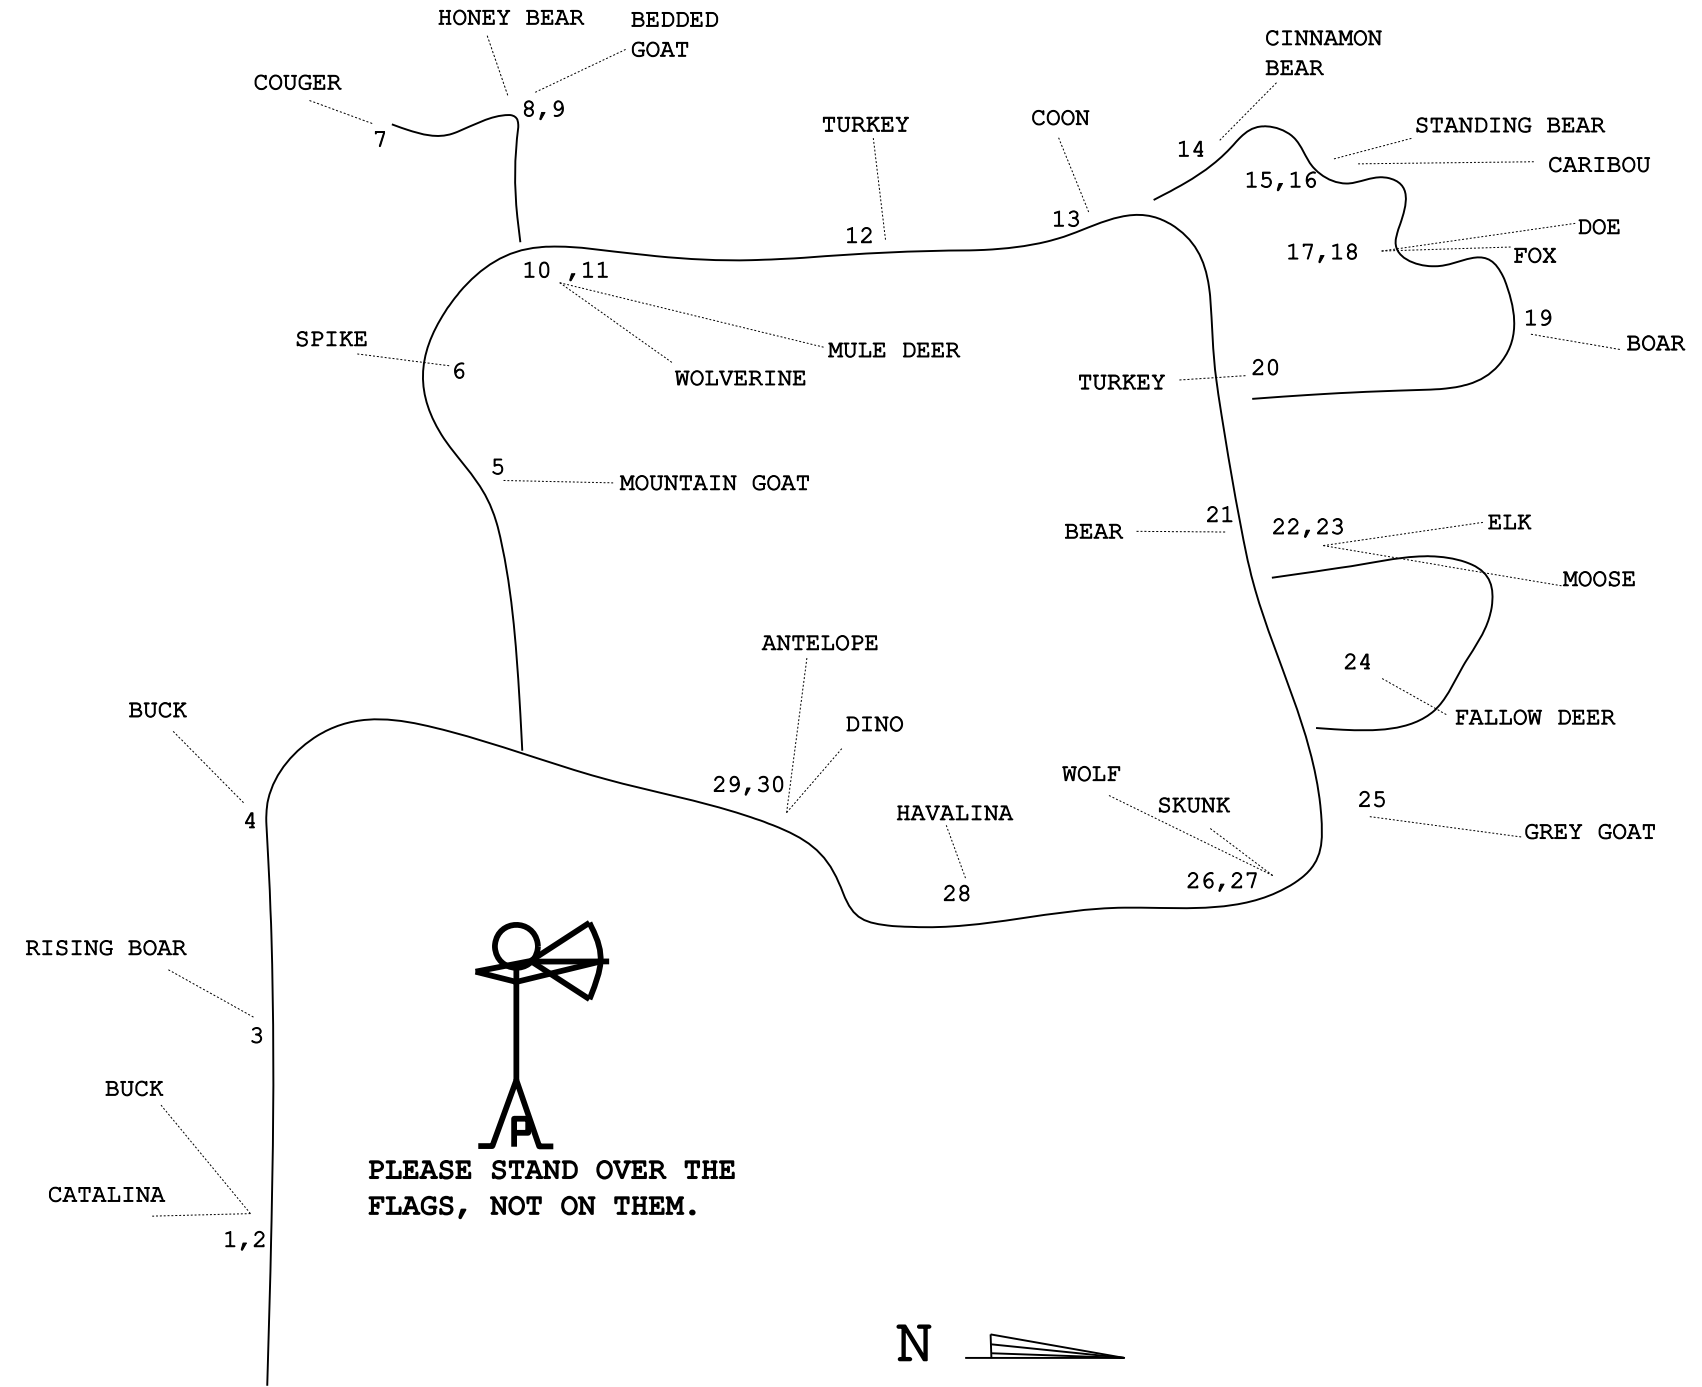 HONEY BEAR
BEDDED
GOAT
COUGER
8,9
7
CINNAMON
BEAR
TURKEY
COON
STANDING BEAR
14
CARIBOU
15,16
13
12
DOE
17,18
FOX
10 ,11
19
SPIKE
BOAR
MULE DEER
6
WOLVERINE
20
TURKEY
5
MOUNTAIN GOAT
21
BEAR
22,23
ELK
MOOSE
ANTELOPE
24
BUCK
DINO
FALLOW DEER
WOLF
29,30
SKUNK
25
HAVALINA
4
GREY GOAT
26,27
28
RISING BOAR
3
BUCK
P
PLEASE STAND OVER THE
FLAGS, NOT ON THEM.
CATALINA
1,2
N